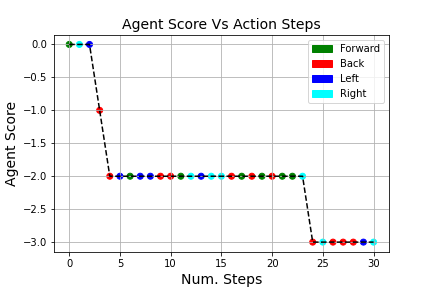 Agent Score Vs Action Steps
Agent Score
0.0
−0.5
−1.0
−1.5
−2.0
−2.5
−3.0
Forward
Back
Left
Right
0 5 10 15 20 25 30
Num. Steps